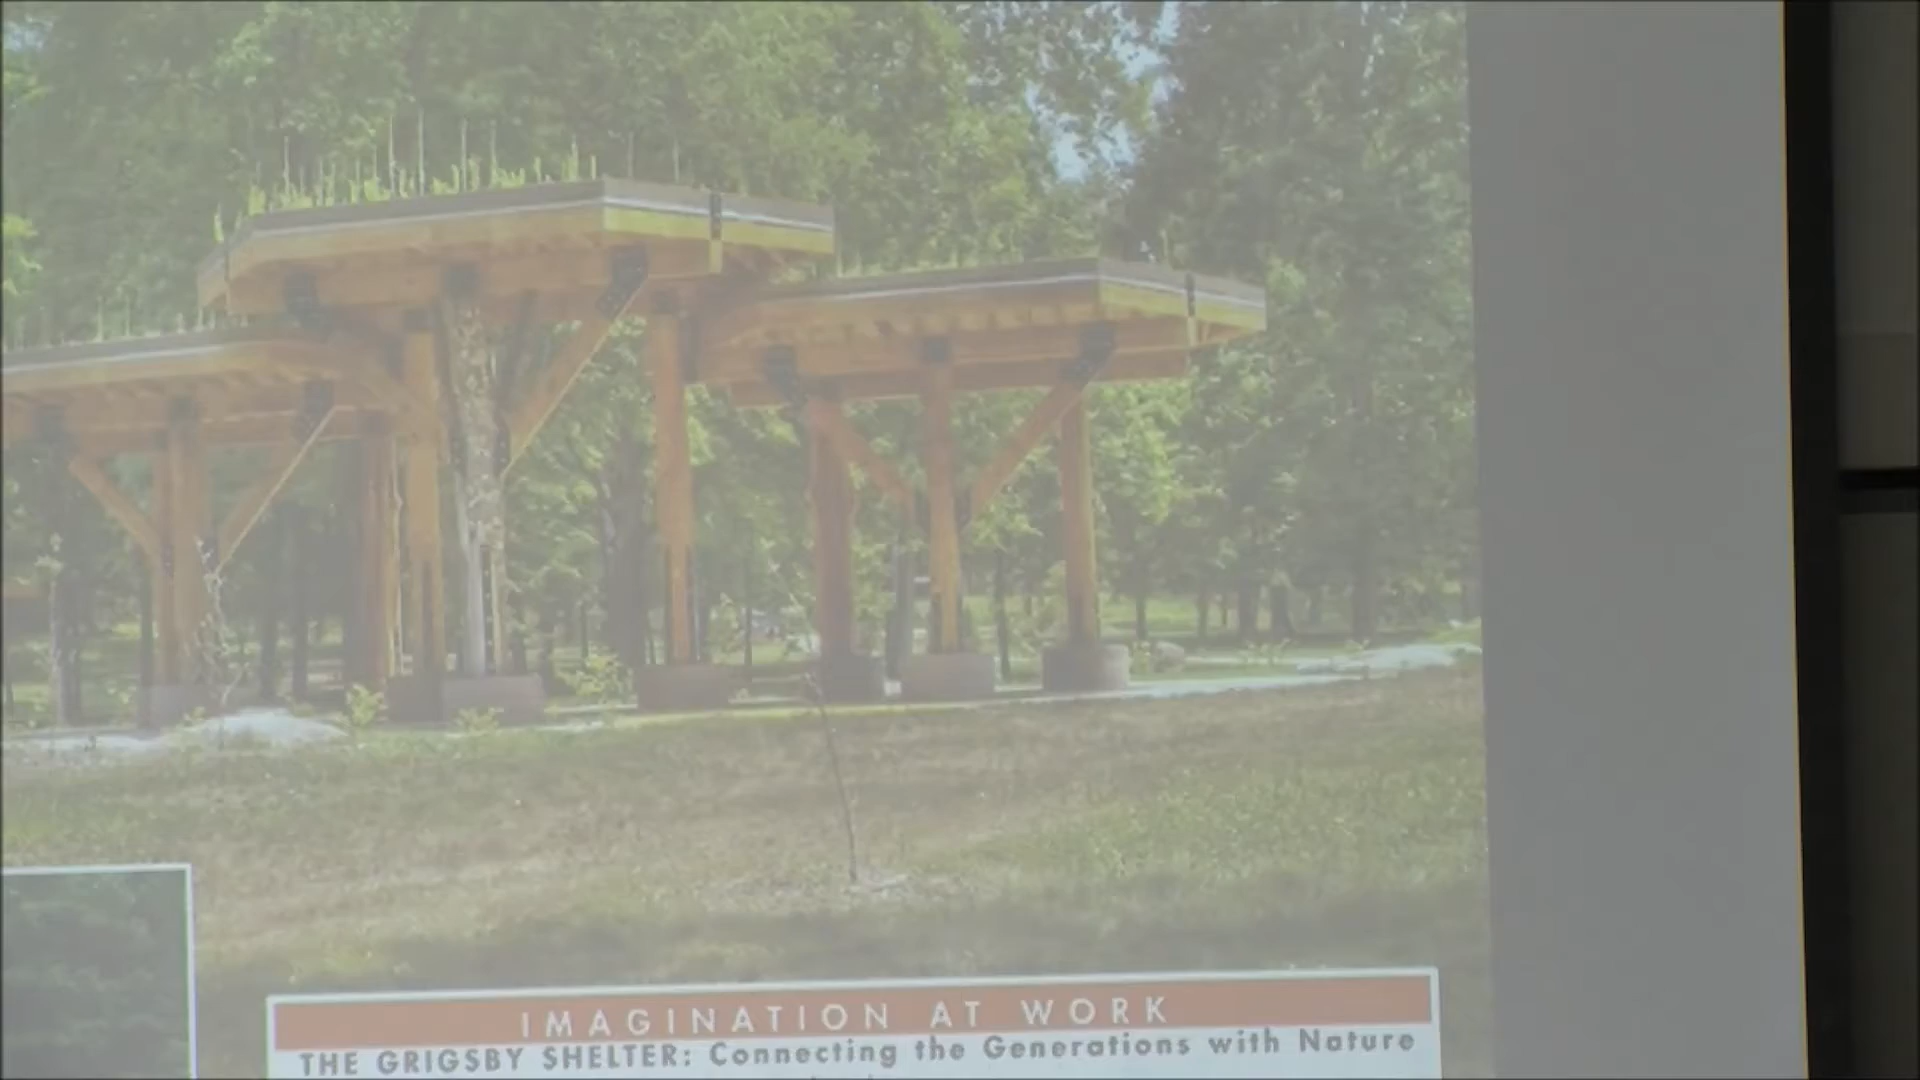 IMAGINATION AT WORK
THE GRIGSBY SHELTER: Connecting the Generations with Nature